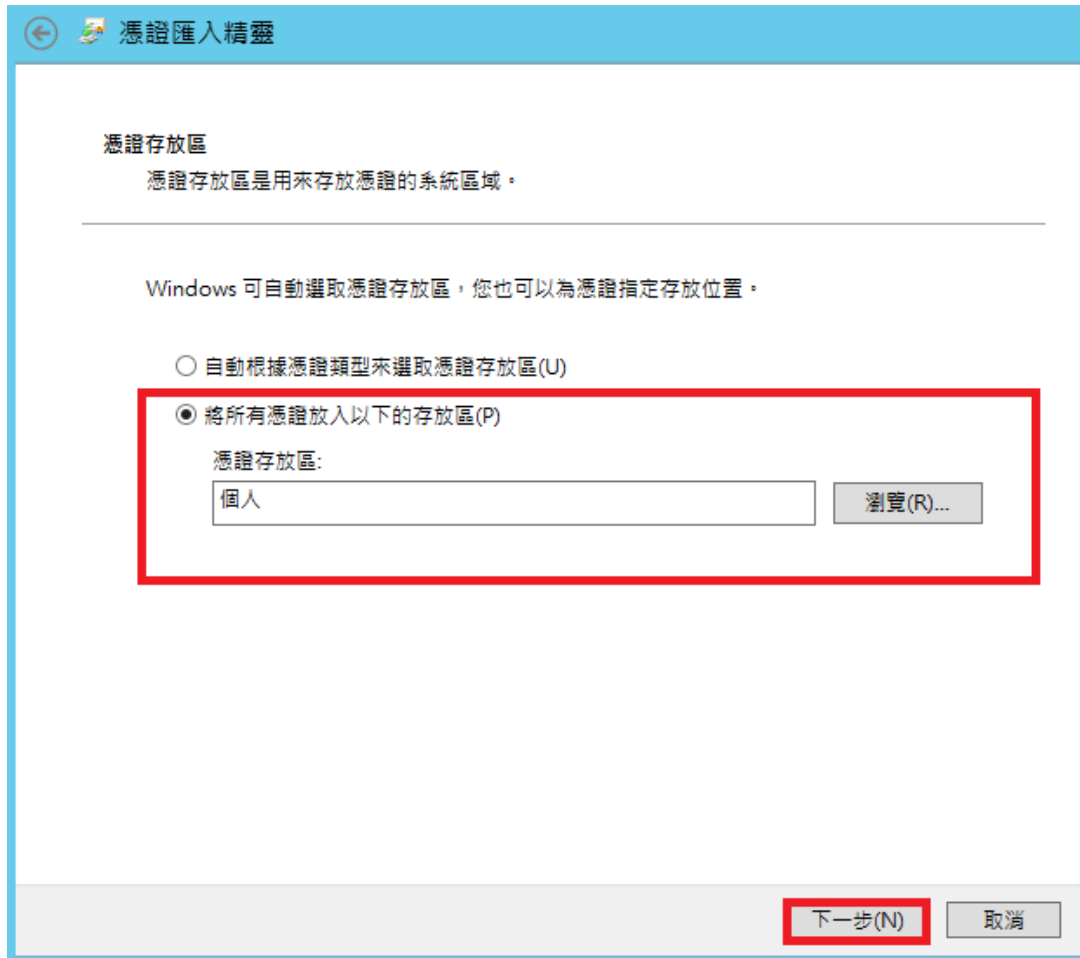 憑證匯入精靈
憑證存放區
憑證存放區是用來存放憑證的系統區域。
Windows 可自動選取憑證存放區，您也可以為憑證指定存放位置。
自動根據憑證類型來選取憑證存放區(U)
將所有憑證放入以下的存放區(P)
憑證存放區:
個人
瀏覽(R)...
下一步(N)
取消